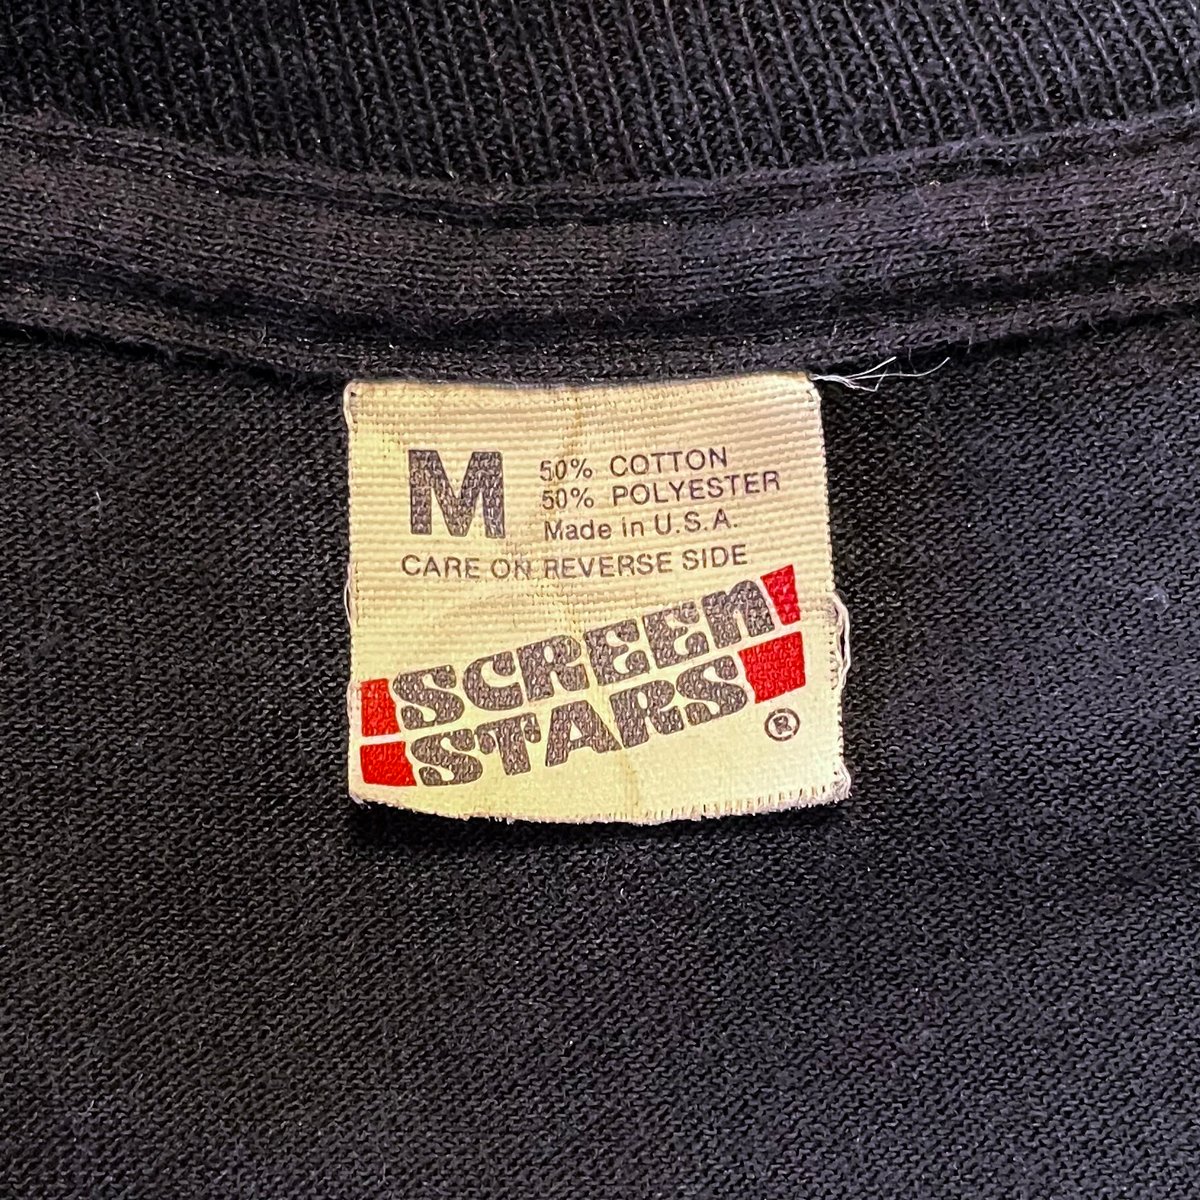 M
50% COTTON
50% POLYESTER
Made in U.S.A.
CARE ON REVERSE SIDE
SCREEN
STARS
®